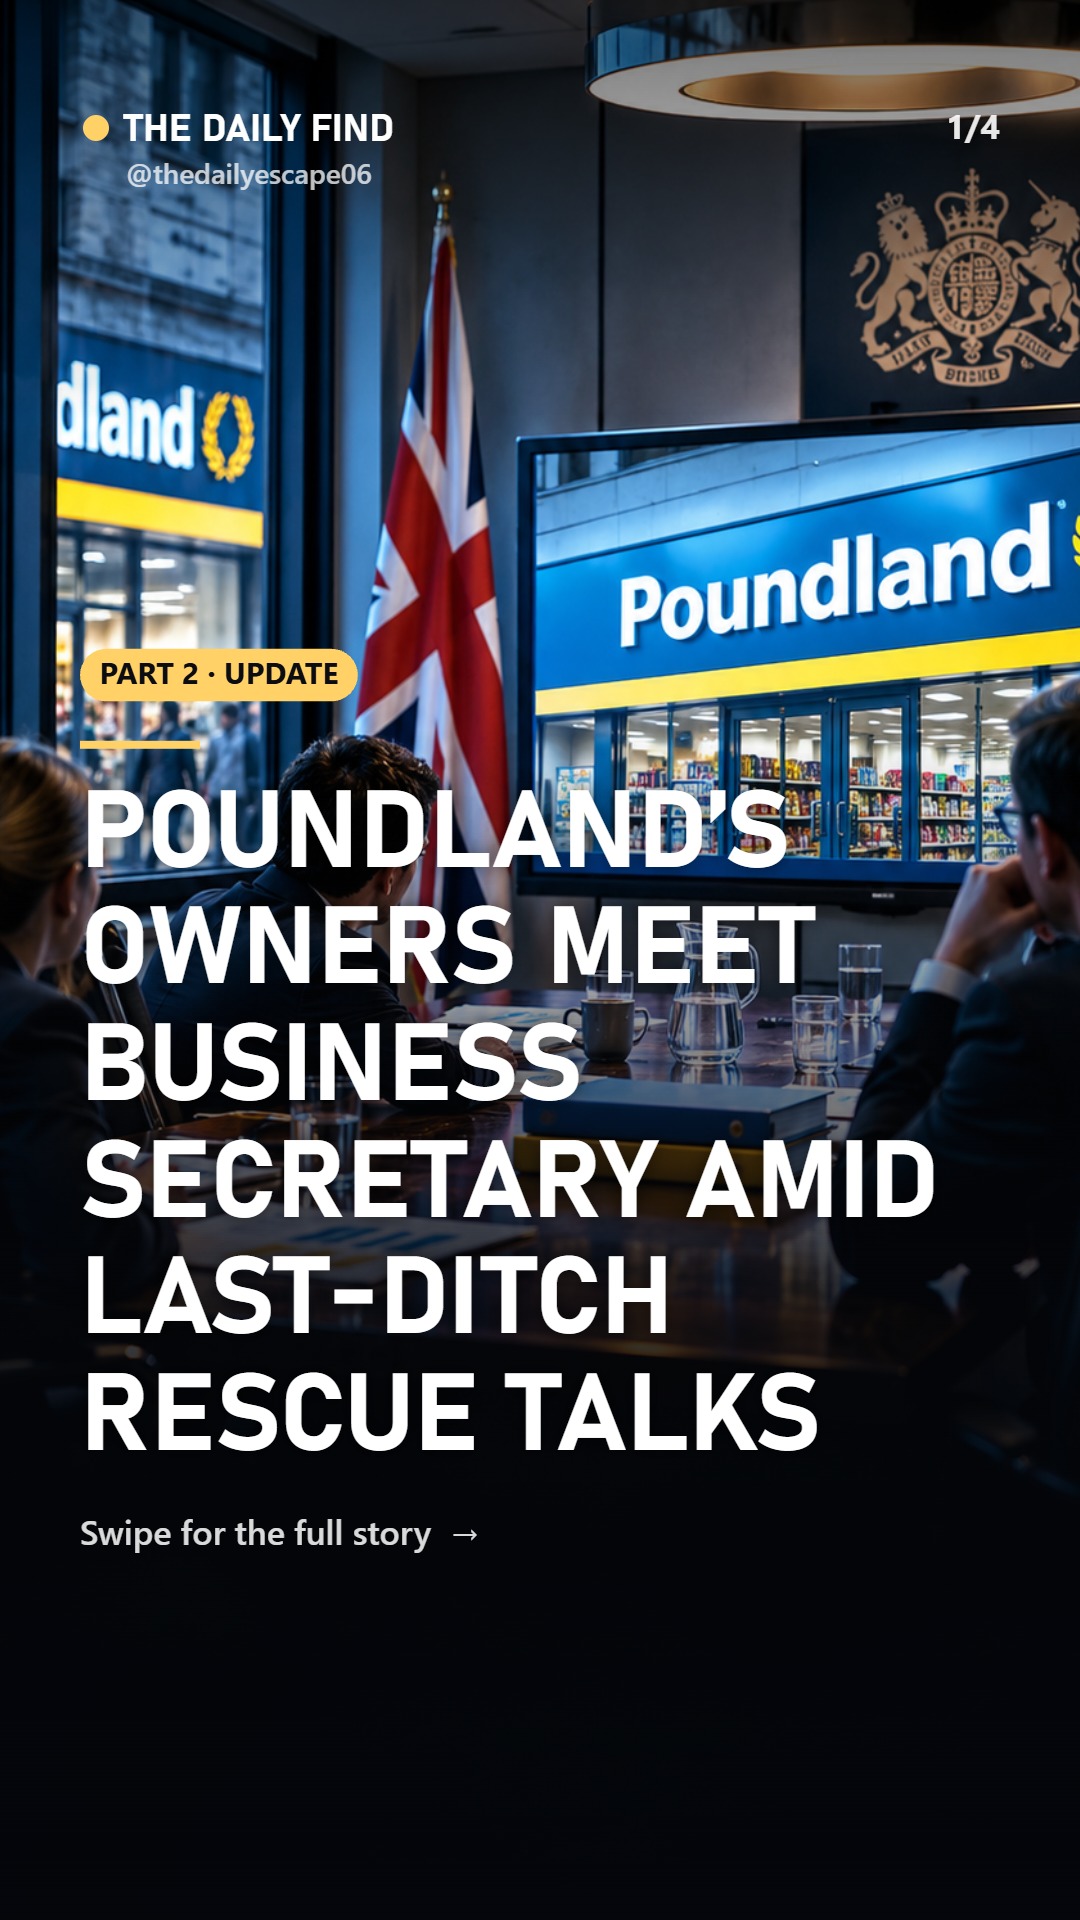 THE DAILY FIND
1/4
@thedailyescape06
dland
Poundland
PART 2 · UPDATE
POUNDLAND'S
OWNERS MEET
BUSINESS
SECRETARY AMID
LAST-DITCH
RESCUE TALKS
Swipe for the full story →